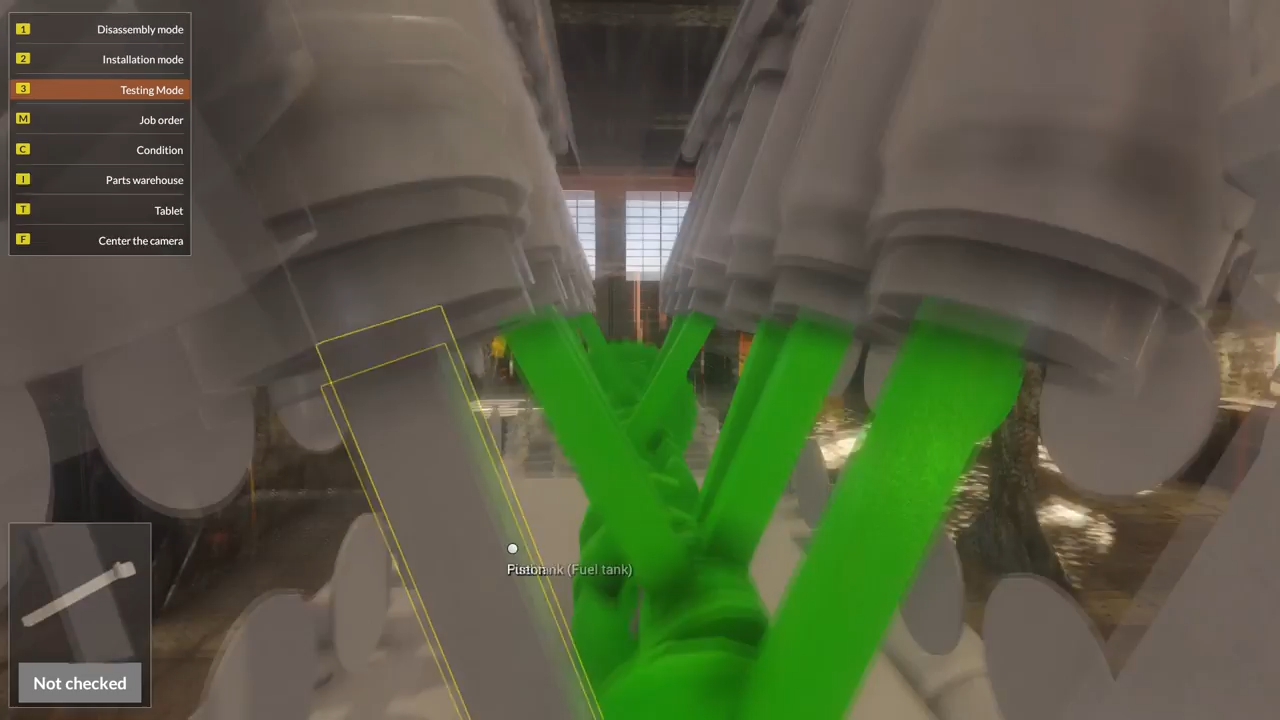 1 Disassembly mode
2 Installation mode
3 Testing Mode
M Job order
C Condition
I Parts warehouse
T Tablet
F Center the camera
(Fuel tank)
Not checked